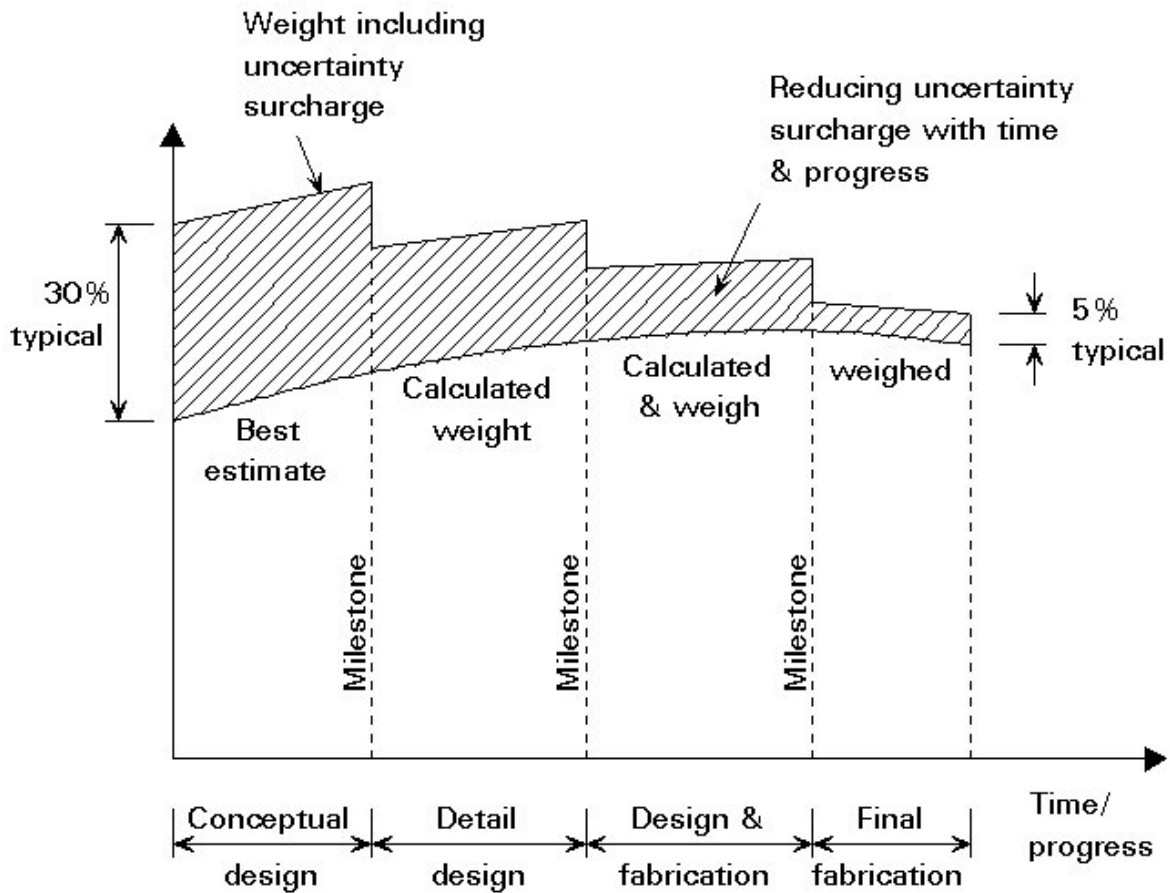 Weight including
uncertainty
surcharge
Reducing uncertainty
surcharge with time
& progress
30%
typical
5%
typical
Best
estimate
Calculated
weight
Calculated
& weigh
weighed
Milestone
Milestone
Milestone
Conceptual
design
Detail
design
Design &
fabrication
Final
fabrication
Time/
progress